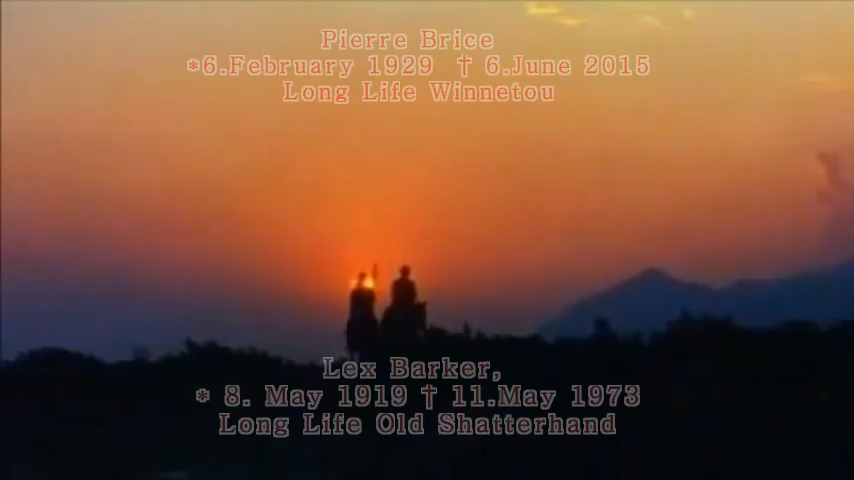 Pierre Brice
*6.February 1929 † 6.June 2015
Long Life Winnetou
Lex Barker,
* 8. May 1919 † 11.May 1973
Long Life Old Shatterhand